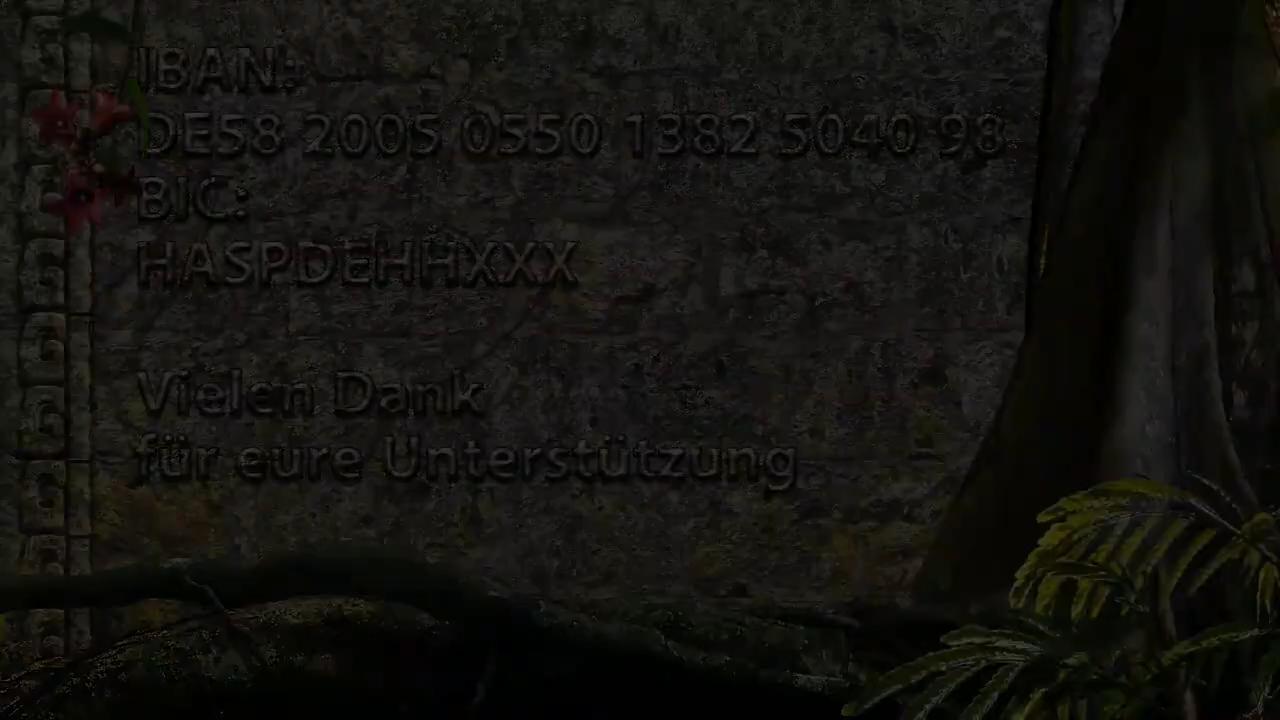 IBAN:
DE58 2005 0550 1382 5040 98
BIC:
HASPDEHHXXX
Vielen Dank
für eure Unterstützung